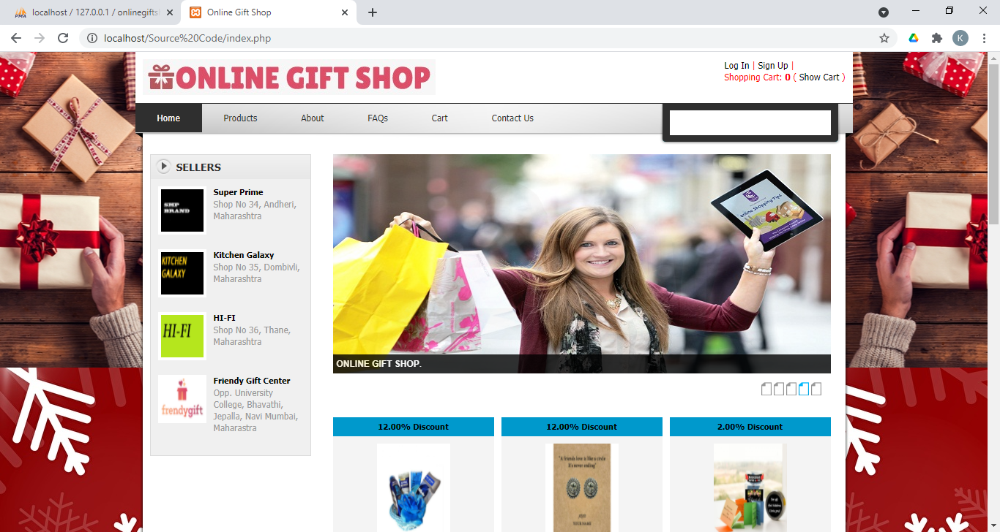 localhost / 127.0.0.1 / onlinegifts
Online Gift Shop
localhost/Source%20Code/index.php
K
ONLINE GIFT SHOP
Log In | Sign Up |
Shopping Cart: 0 ( Show Cart )
Home
Products
About
FAQs
Cart
Contact Us
SELLERS
SMP
BRAND
Super Prime
Shop No 34, Andheri,
Maharashtra
KITCHEN
GALAXY
Kitchen Galaxy
Shop No 35, Dombivli,
Maharashtra
HI-FI
HI-FI
Shop No 36, Thane,
Maharashtra
frendygift
Friendy Gift Center
Opp. University
College, Bhavathi,
Jepalla, Navi Mumbai,
Maharastra
Online Shopping Tips
ONLINE GIFT SHOP.
12.00% Discount
12.00% Discount
2.00% Discount
"A friends love is like a circle
It's never ending"
YOUR NAME